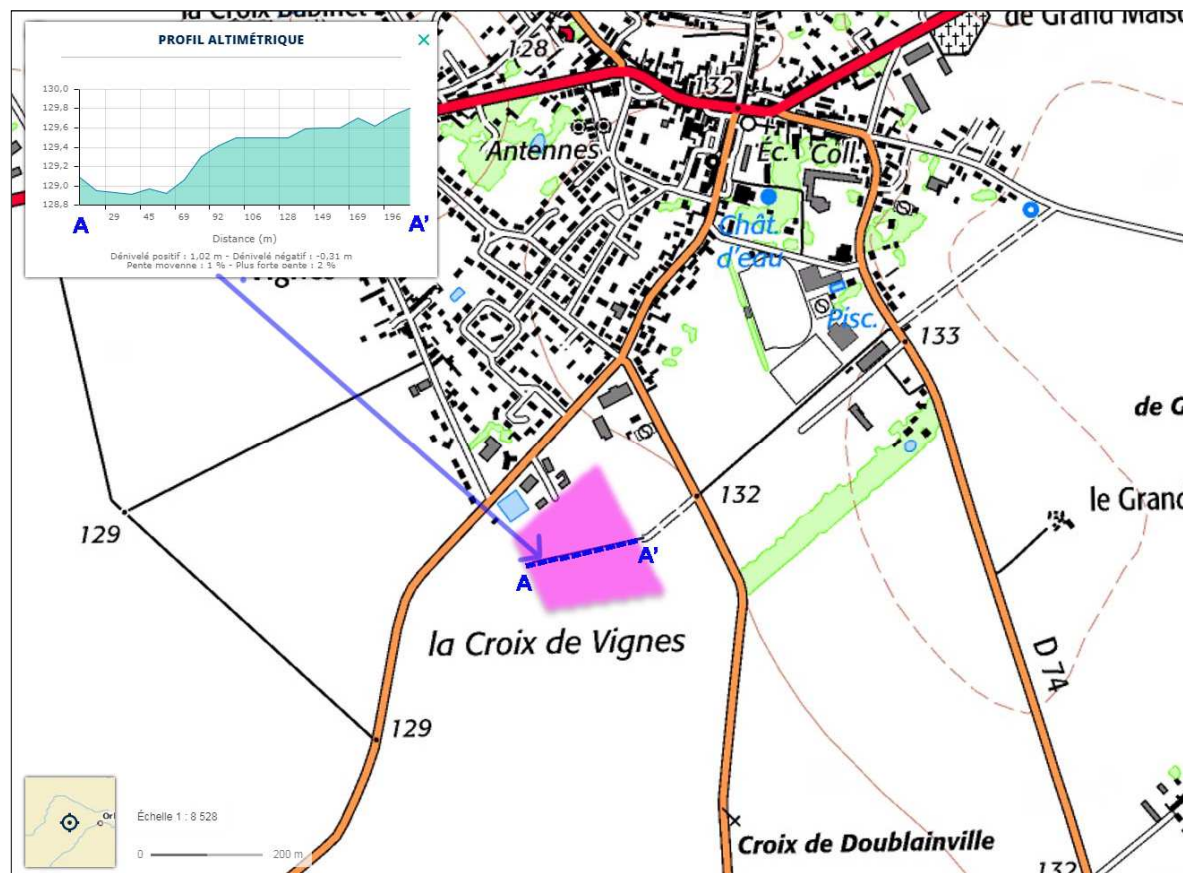 la Croix Babinet
de Grand Mais
PROFIL ALTIMÉTRIQUE
×
130,0
129,8
129,6
129,4
129,2
129,0
128,8
29 45 69 92 106 128 149 169 196
A A'
Distance (m)
Dénivelé positif : 1,02 m - Dénivelé négatif : -0,31 m
Pente moyenne : 1 % - Plus forte pente : 2 %
128
132
Antennes
Éc. Coll.
Chât.
d'eau
Pisc.
133
de G
le Grand
129
132
A A'
la Croix de Vignes
D 74
129
Croix de Doublainville
132
Orl
Échelle 1 : 8 528
0 200 m